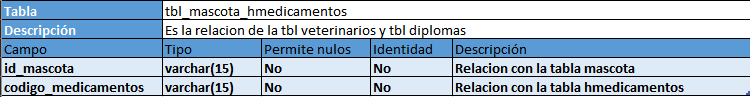 Tabla tbl_mascota_hmedicamentos
Descripción Es la relacion de la tbl veterinarios y tbl diplomas
Campo Tipo Permite nulos Identidad Descripción
id_mascota varchar(15) No No Relacion con la tabla mascota
codigo_medicamentos varchar(15) No No Relacion con la tabla hmedicamentos